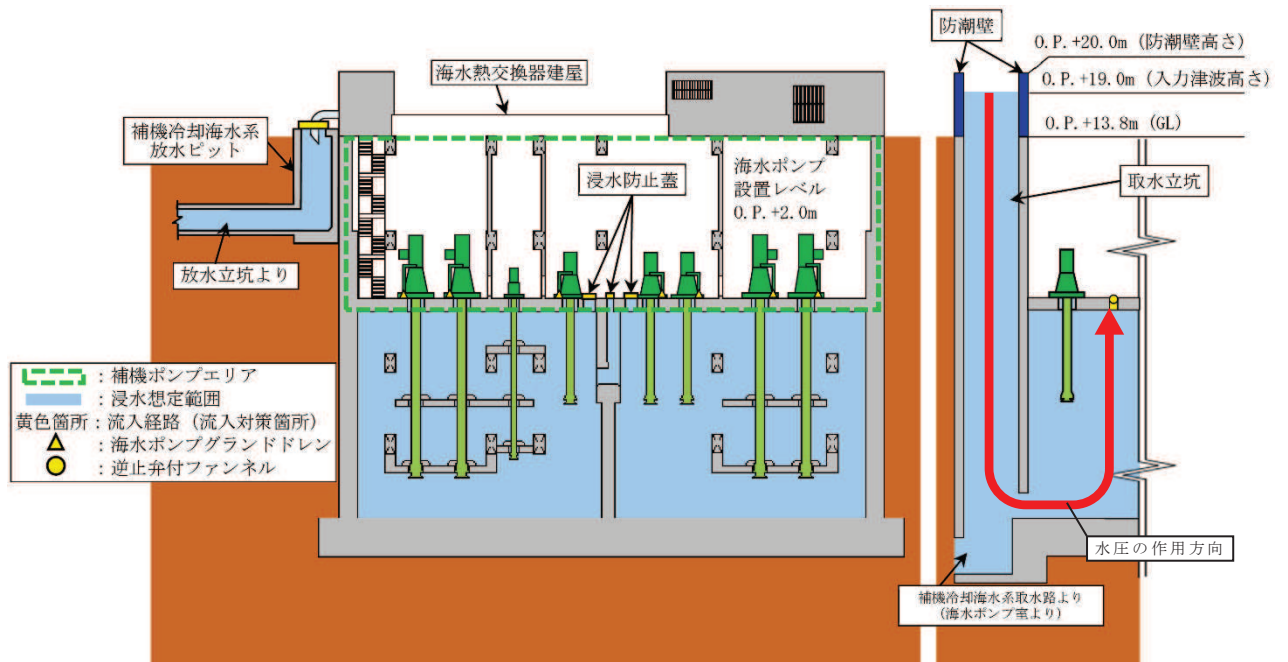 防潮壁
O.P.+20.0m (防潮壁高さ)
O.P.+19.0m (入力津波高さ)
O.P.+13.8m (GL)
海水熱交換器建屋
補機冷却海水系
放水ピット
浸水防止蓋
海水ポンプ
設置レベル
O.P.+2.0m
取水立坑
放水立坑より
:補機ポンプエリア
:浸水想定範囲
黄色箇所:流入経路 (流入対策箇所)
:海水ポンプグランドドレン
:逆止弁付ファンネル
水圧の作用方向
補機冷却海水系取水路より
(海水ポンプ室より)